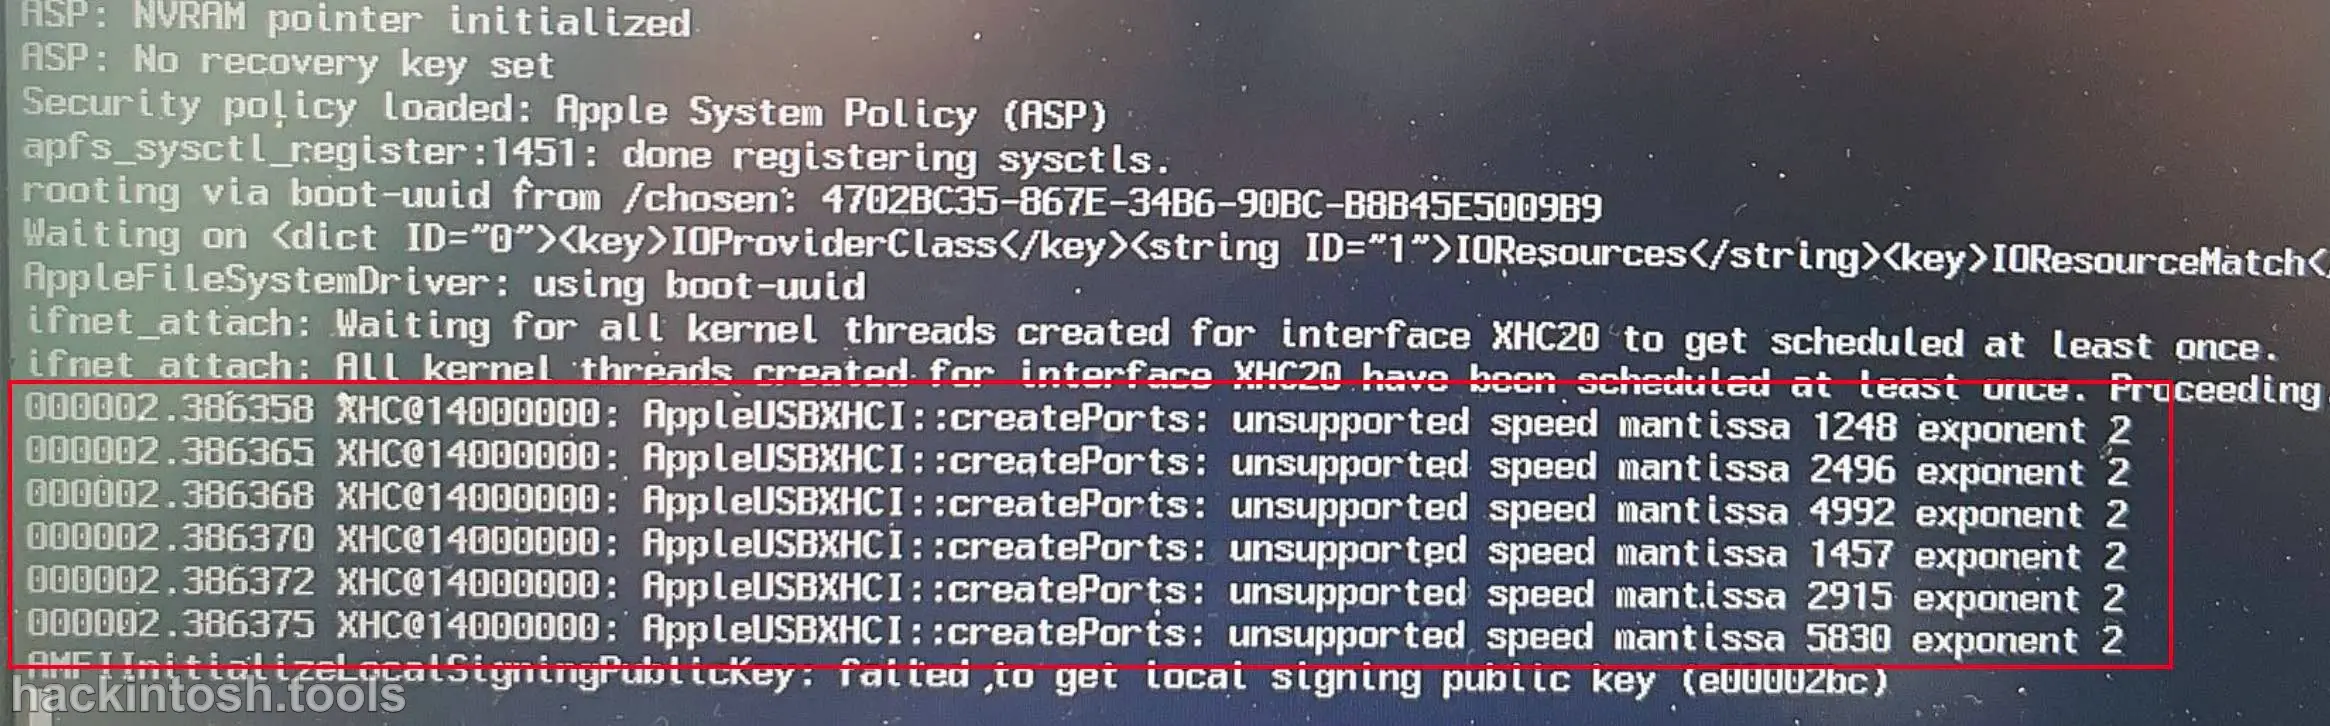 ASP: NVRAM pointer initialized
ASP: No recovery key set
Security policy loaded: Apple System Policy (ASP)
apfs_sysctl_register:1451: done registering sysctls.
rooting via boot-uuid from /chosen: 4702BC35-867E-34B6-90BC-B8B45E5009B9
Waiting on <dict ID="0"><key>IOProviderClass</key><string ID="1">IOResources</string><key>IOResourceMatch</
AppleFileSystemDriver: using boot-uuid
ifnet_attach: Waiting for all kernel threads created for interface XHC20 to get scheduled at least once.
ifnet_attach: All kernel threads created for interface XHC20 have been scheduled at least once. Proceeding.
000002.386358 XHC@14000000: AppleUSBXHCI::createPorts: unsupported speed mantissa 1248 exponent 2
000002.386365 XHC@14000000: AppleUSBXHCI::createPorts: unsupported speed mantissa 2496 exponent 2
000002.386368 XHC@14000000: AppleUSBXHCI::createPorts: unsupported speed mantissa 4992 exponent 2
000002.386370 XHC@14000000: AppleUSBXHCI::createPorts: unsupported speed mantissa 1457 exponent 2
000002.386372 XHC@14000000: AppleUSBXHCI::createPorts: unsupported speed mantissa 2915 exponent 2
000002.386375 XHC@14000000: AppleUSBXHCI::createPorts: unsupported speed mantissa 5830 exponent 2
AMFIInitializeLocalSigningPublicKey: failed to get local signing public key (e00002bc)
hackintosh.tools